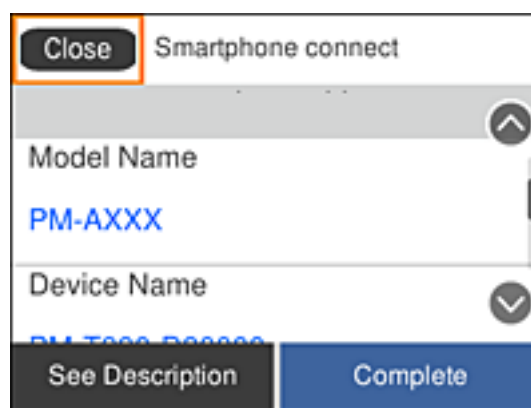 Close
Smartphone connect
Model Name
PM-AXXX
Device Name
See Description
Complete